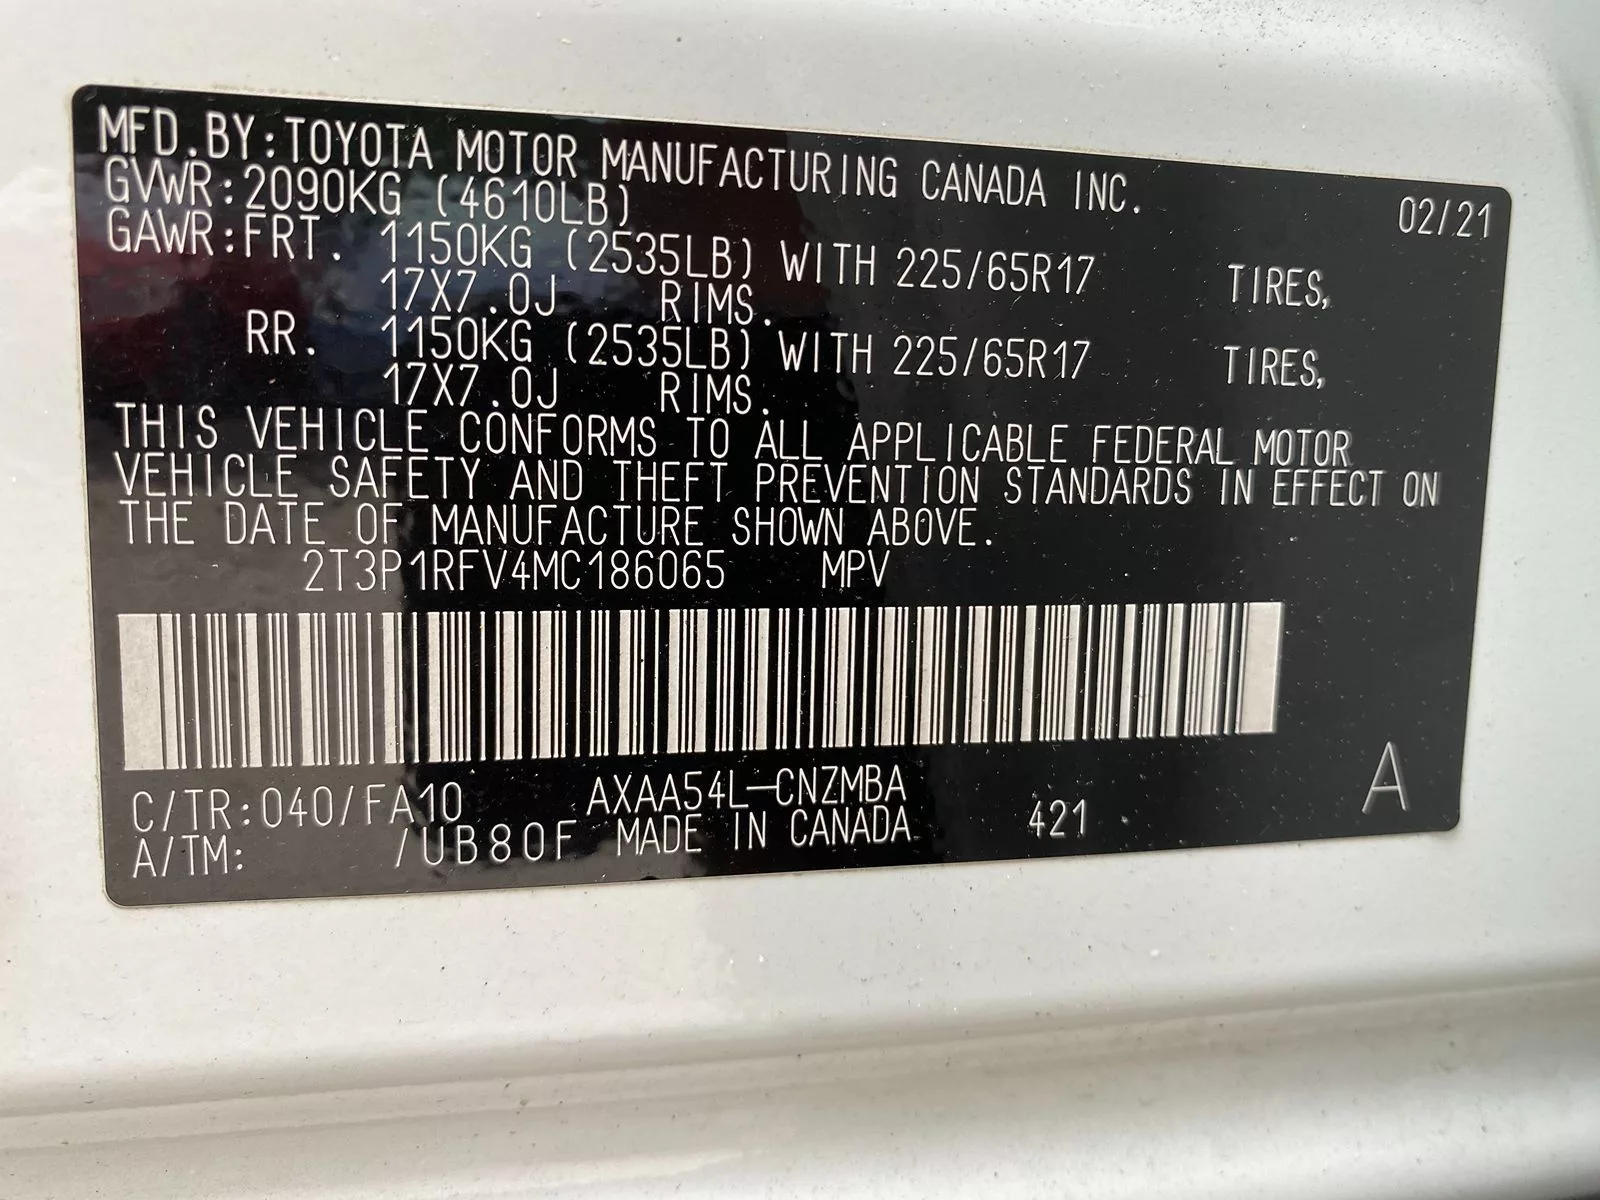 MFD.BY:TOYOTA MOTOR MANUFACTURING CANADA INC.
02/21
GVWR:2090KG (4610LB)
GAWR:FRT. 1150KG (2535LB) WITH 225/65R17 TIRES,
17X7.0J RIMS.
RR. 1150KG (2535LB) WITH 225/65R17 TIRES,
17X7.0J RIMS.
THIS VEHICLE CONFORMS TO ALL APPLICABLE FEDERAL MOTOR
VEHICLE SAFETY AND THEFT PREVENTION STANDARDS IN EFFECT ON
THE DATE OF MANUFACTURE SHOWN ABOVE.
2T3P1RFV4MC186065 MPV
C/TR:040/FA10 AXAA54L-CNZMBA
A/TM: /UB80F MADE IN CANADA 421 A